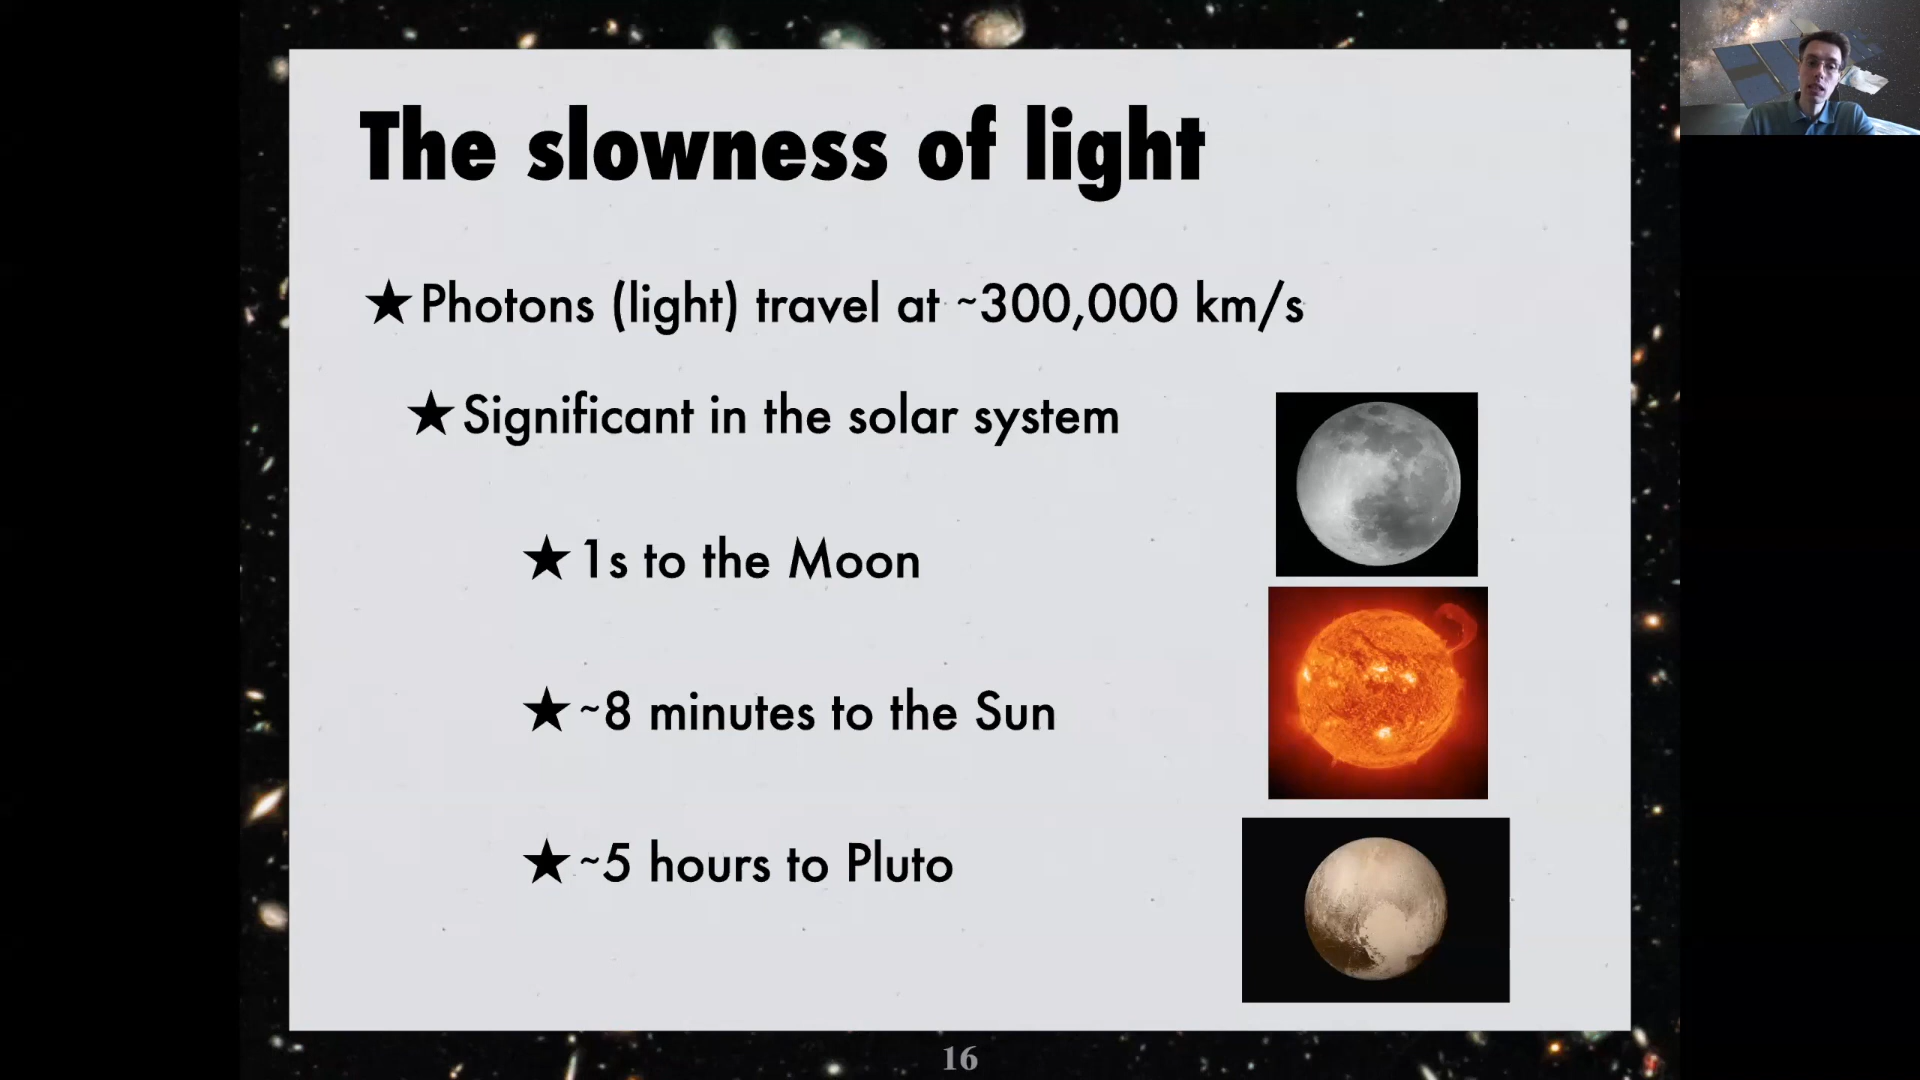 The slowness of light
★Photons (light) travel at ~300,000 km/s
★Significant in the solar system
★1s to the Moon
★~8 minutes to the Sun
★~5 hours to Pluto
16